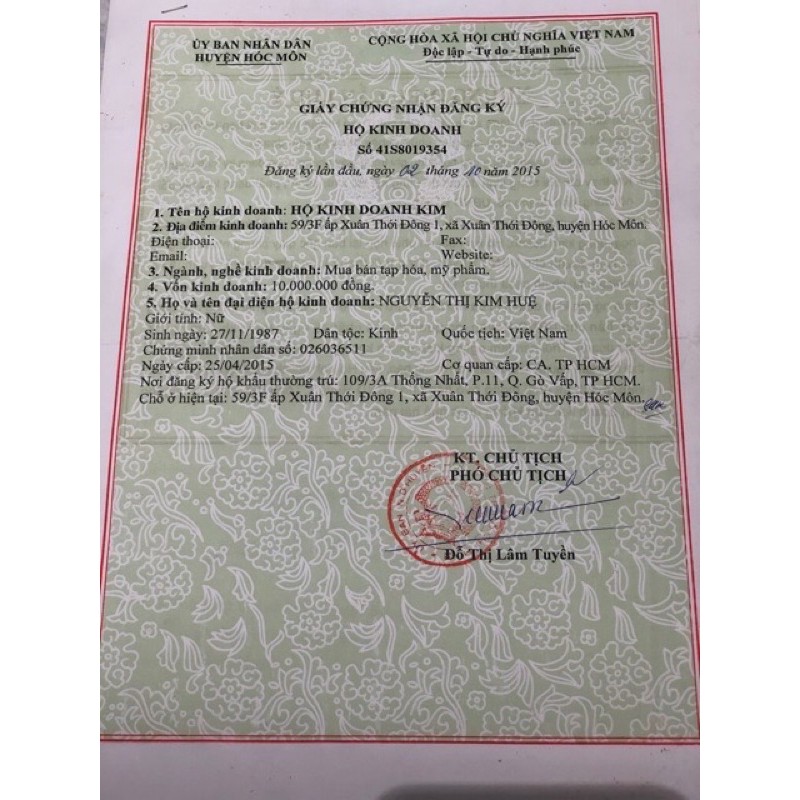 ỦY BAN NHÂN DÂN
HUYỆN HÓC MÔN
CỘNG HÒA XÃ HỘI CHỦ NGHĨA VIỆT NAM
Độc lập - Tự do - Hạnh phúc
GIẤY CHỨNG NHẬN ĐĂNG KÝ
HỘ KINH DOANH
Số 41S8019354
Đăng ký lần đầu, ngày 02 tháng 10 năm 2015
1. Tên hộ kinh doanh: HỘ KINH DOANH KIM
2. Địa điểm kinh doanh: 59/3F ấp Xuân Thới Đông 1, xã Xuân Thới Đông, huyện Hóc Môn.
Điện thoại: Fax:
Email: Website:
3. Ngành, nghề kinh doanh: Mua bán tạp hóa, mỹ phẩm.
4. Vốn kinh doanh: 10.000.000 đồng.
5. Họ và tên đại diện hộ kinh doanh: NGUYỄN THỊ KIM HUỆ
Giới tính: Nữ
Sinh ngày: 27/11/1987 Dân tộc: Kinh Quốc tịch: Việt Nam
Chứng minh nhân dân số: 026036511
Ngày cấp: 25/04/2015 Cơ quan cấp: CA, TP HCM
Nơi đăng ký hộ khẩu thường trú: 109/3A Thống Nhất, P.11, Q. Gò Vấp, TP HCM.
Chỗ ở hiện tại: 59/3F ấp Xuân Thới Đông 1, xã Xuân Thới Đông, huyện Hóc Môn.
KT. CHỦ TỊCH
PHÓ CHỦ TỊCH
Đỗ Thị Lâm Tuyền